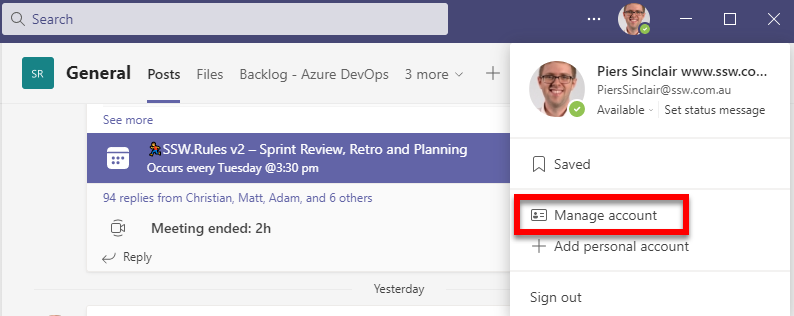 Search
SR
General
Posts
Files
Backlog - Azure DevOps
3 more
See more
SSW.Rules v2 – Sprint Review, Retro and Planning
Occurs every Tuesday @3:30 pm
94 replies from Christian, Matt, Adam, and 6 others
Meeting ended: 2h
Reply
Yesterday
Piers Sinclair www.ssw.co...
PiersSinclair@ssw.com.au
Available
Set status message
Saved
Manage account
Add personal account
Sign out